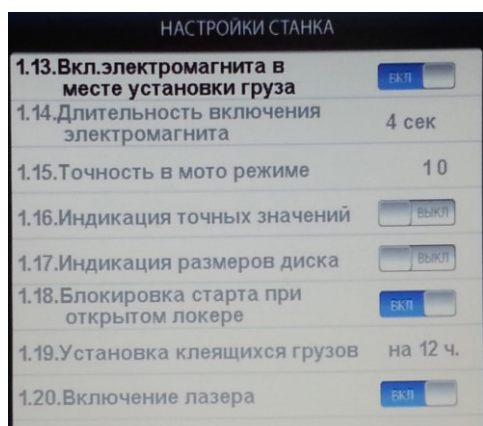 НАСТРОЙКИ СТАНКА
1.13.Вкл.электромагнита в
месте установки груза
ВКЛ
1.14.Длительность включения
электромагнита
4 сек
1.15.Точность в мото режиме
10
1.16.Индикация точных значений
ВЫКЛ
1.17.Индикация размеров диска
ВЫКЛ
1.18.Блокировка старта при
открытом локере
ВКЛ
1.19.Установка клеящихся грузов
на 12 ч.
1.20.Включение лазера
ВКЛ